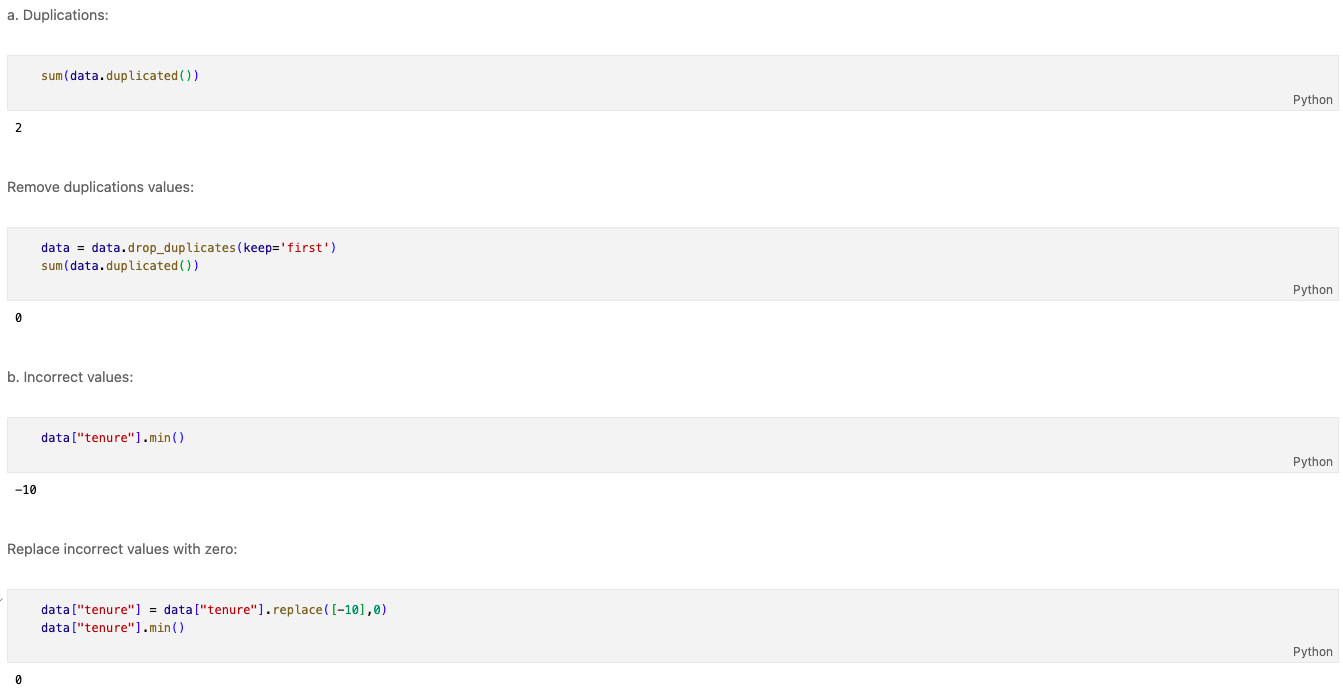 a. Duplications:
sum(data.duplicated())
Python
2
Remove duplications values:
data = data.drop_duplicates(keep='first')
sum(data.duplicated())
Python
0
b. Incorrect values:
data["tenure"].min()
Python
-10
Replace incorrect values with zero:
data["tenure"] = data["tenure"].replace([-10],0)
data["tenure"].min()
Python
0